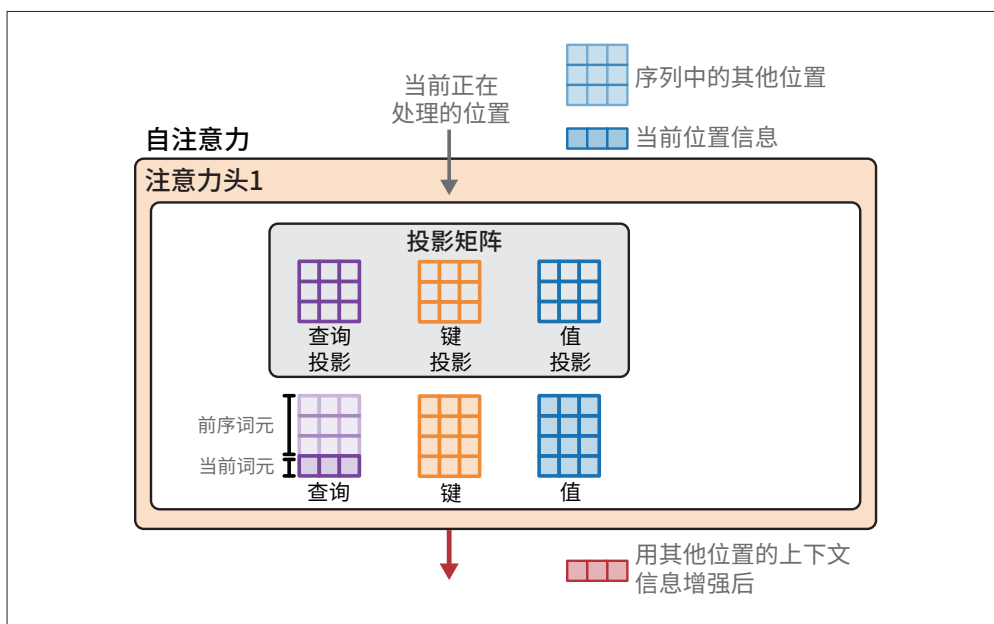 序列中的其他位置
当前正在
处理的位置
当前位置信息
自注意力
注意力头1
投影矩阵
查询
投影
键
投影
值
投影
前序词元
当前词元
查询
键
值
用其他位置的上下文
信息增强后